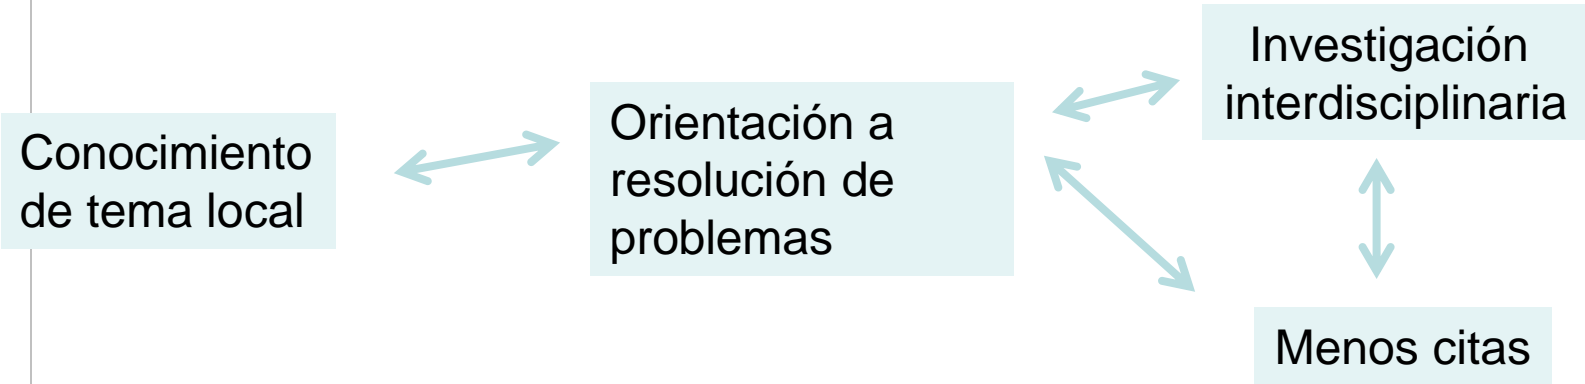 Conocimiento
de tema local
Orientación a
resolución de
problemas
Investigación
interdisciplinaria
Menos citas